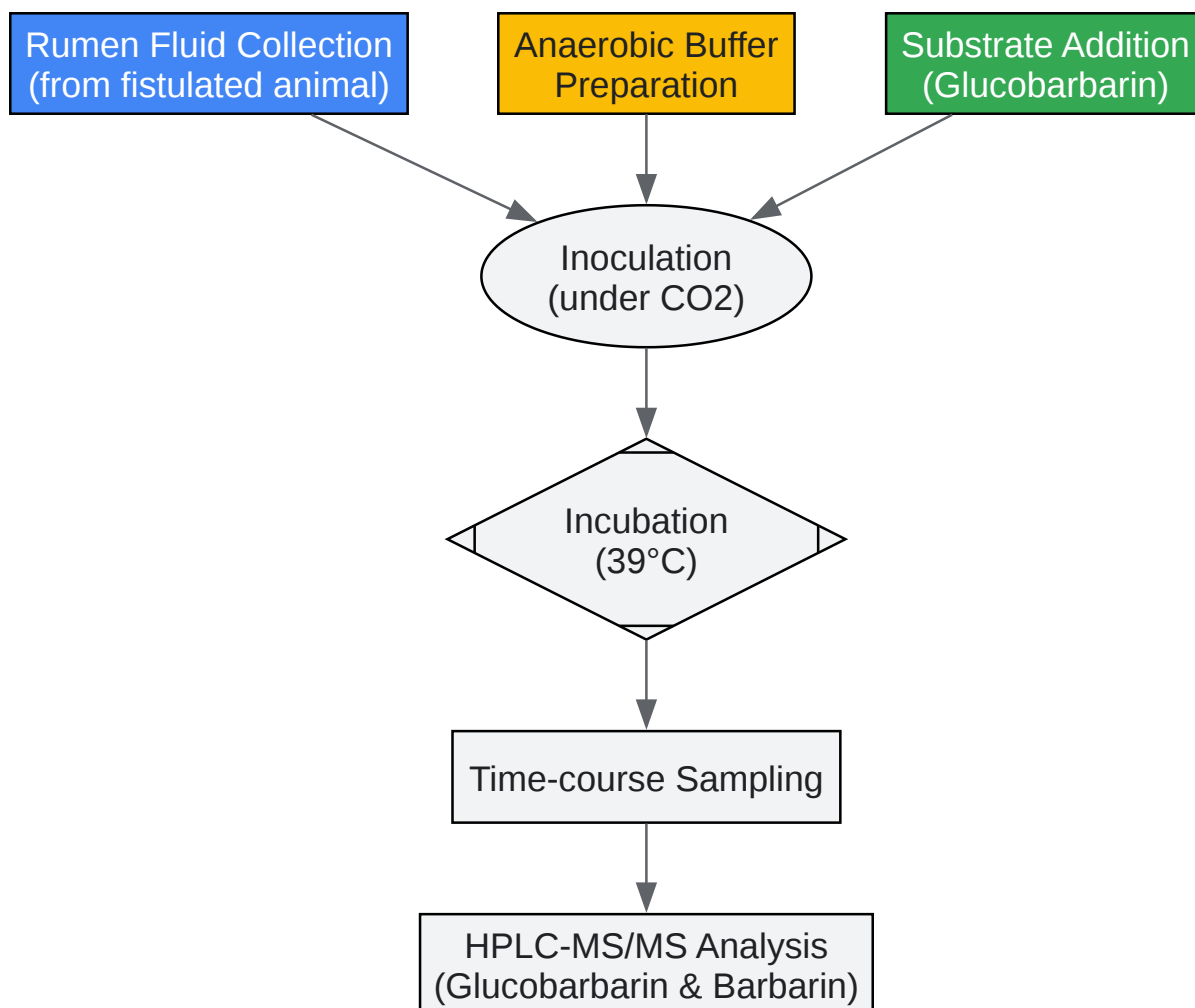 Rumen Fluid Collection
(from fistulated animal)
Anaerobic Buffer
Preparation
Substrate Addition
(Glucobarbarin)
Inoculation
(under CO2)
Incubation
(39°C)
Time-course Sampling
HPLC-MS/MS Analysis
(Glucobarbarin & Barbarin)